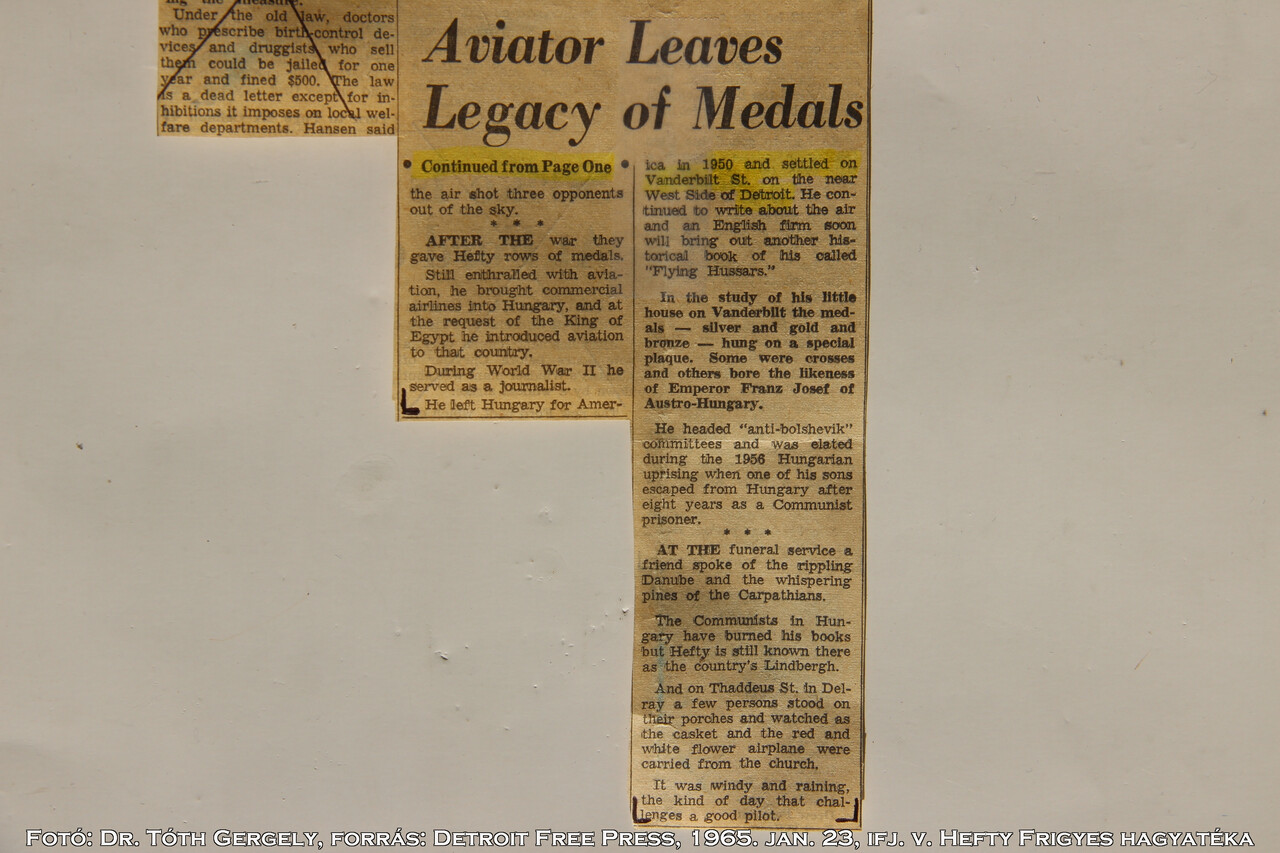 ing the measure.
Under the old law, doctors
who prescribe birth-control de-
vices and druggists who sell
them could be jailed for one
year and fined $500. The law
is a dead letter except for in-
hibitions it imposes on local wel-
fare departments. Hansen said
Aviator Leaves
Legacy of Medals
• Continued from Page One •
the air shot three opponents
out of the sky.
* * *
AFTER THE war they
gave Hefty rows of medals.
Still enthralled with avia-
tion, he brought commercial
airlines into Hungary, and at
the request of the King of
Egypt he introduced aviation
to that country.
During World War II he
served as a journalist.
He left Hungary for Amer-
ica in 1950 and settled on
Vanderbilt St. on the near
West Side of Detroit. He con-
tinued to write about the air
and an English firm soon
will bring out another his-
torical book of his called
"Flying Hussars."
In the study of his little
house on Vanderbilt the med-
als — silver and gold and
bronze — hung on a special
plaque. Some were crosses
and others bore the likeness
of Emperor Franz Josef of
Austro-Hungary.
He headed "anti-bolshevik"
committees and was elated
during the 1956 Hungarian
uprising when one of his sons
escaped from Hungary after
eight years as a Communist
prisoner.
* * *
AT THE funeral service a
friend spoke of the rippling
Danube and the whispering
pines of the Carpathians.
The Communists in Hun-
gary have burned his books
but Hefty is still known there
as the country's Lindbergh.
And on Thaddeus St. in Del-
ray a few persons stood on
their porches and watched as
the casket and the red and
white flower airplane were
carried from the church.
It was windy and raining,
the kind of day that chal-
lenges a good pilot.
Fotó: Dr. Tóth Gergely, forrás: Detroit Free Press, 1965. jan. 23, ifj. v. Hefty Frigyes hagyatéka